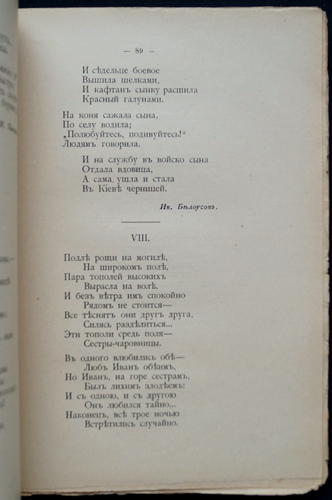 — 89 —
И сѣдельце боевое
Вышила шелками,
И кафтанъ сынку расшила
Красный галунами.
На коня сажала сына,
По селу водила;
„Полюбуйтесь, подивуйтесь!"
Людямъ говорила.
И на службу въ войско сына
Отдала вдовица,
А сама ушла и стала
Въ Кіевѣ черницей.
Ив. Бѣлоусовъ.
VIII.
Подлѣ рощи на могилѣ,
На широкомъ полѣ,
Пара тополей высокихъ
Выросла на волѣ.
И безъ вѣтра имъ спокойно
Рядомъ не стоится—
Все тѣснятъ они другъ друга,
Силясь раздѣлиться...
Эти тополи средь поля—
Сестры-чаровницы.
Въ одного влюбились обѣ—
Любъ Иванъ обѣимъ,
Но Иванъ, на горе сестрамъ,
Былъ лихимъ злодѣемъ:
И съ одною, и съ другою
Онъ любился тайно...
Наконецъ, всѣ трое ночью
Встрѣтились случайно.